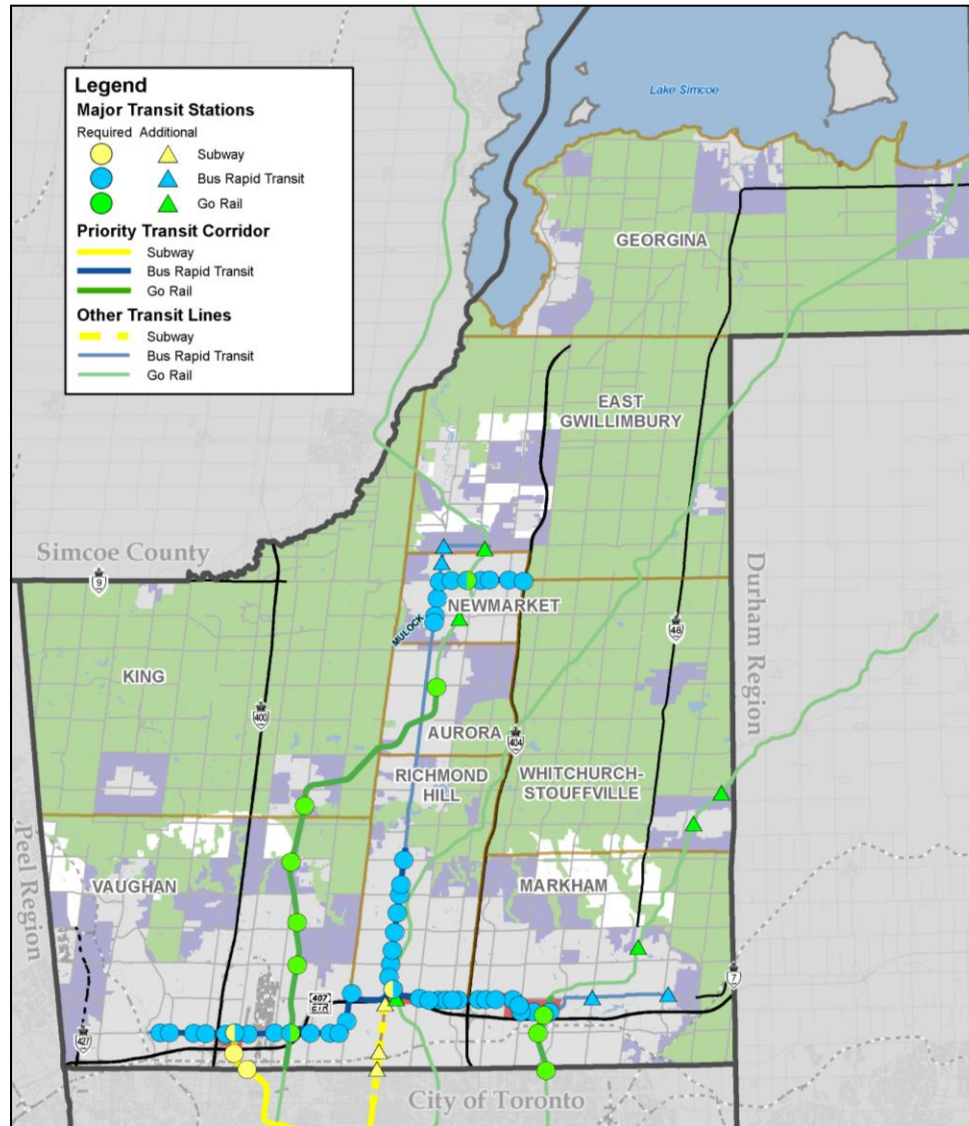 Legend
Major Transit Stations
Required Additional
Subway
Bus Rapid Transit
Go Rail
Priority Transit Corridor
Subway
Bus Rapid Transit
Go Rail
Other Transit Lines
Subway
Bus Rapid Transit
Go Rail
Lake Simcoe
GEORGINA
EAST
GWILLIMBURY
Simcoe County
9
NEWMARKET
MULOCK
48
Durham Region
KING
400
AURORA
404
RICHMOND
HILL
WHITCHURCH-
STOUFFVILLE
Peel Region
VAUGHAN
MARKHAM
7
407
ETR
427
City of Toronto